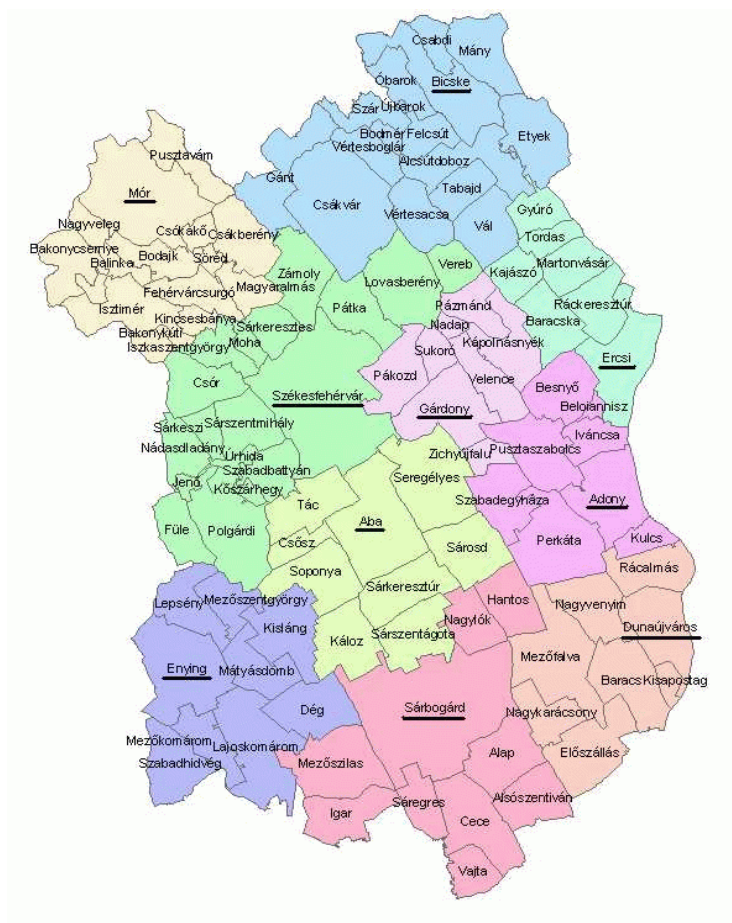 Csabdi
Mány
Óbarok
Bicske
Szár
Újbarok
Etyek
Bodmér
Felcsút
Vértesboglár
Pusztavám
Alcsútdoboz
Gánt
Tabajd
Mór
Csákvár
Vértesacsa
Gyúró
Vál
Nagyveleg
Csókakő
Csákberény
Tordas
Bakonycsernye
Balinka
Bodajk
Söréd
Vereb
Martonvásár
Zámoly
Kajászó
Lovasberény
Magyaralmás
Fehérvárcsurgó
Isztimér
Pátka
Pázmánd
Ráckeresztúr
Kincsesbánya
Sárkeresztes
Nadap
Baracska
Bakonykúti
Iszkaszentgyörgy
Moha
Sukoró
Kápolnásnyék
Ercsi
Pákozd
Velence
Csór
Besnyő
Székesfehérvár
Gárdony
Beloiannisz
Sárkeszi
Sárszentmihály
Iváncsa
Nádasdladány
Úrhida
Zichyújfalu
Pusztaszabolcs
Szabadbattyán
Seregélyes
Jenő
Kőszárhegy
Szabadegyháza
Adony
Tác
Aba
Füle
Polgárdi
Csősz
Sárosd
Perkáta
Kulcs
Soponya
Rácalmás
Sárkeresztúr
Lepsény
Mezőszentgyörgy
Hantos
Nagyvenyim
Kisláng
Nagylók
Dunaújváros
Káloz
Sárszentágota
Enying
Mátyásdomb
Mezőfalva
Baracs
Kisapostag
Dég
Sárbogárd
Nagykarácsony
Mezőkomárom
Lajoskomárom
Alap
Előszállás
Szabadhidvég
Mezőszilas
Alsószentiván
Sáregres
Igar
Cece
Vajta